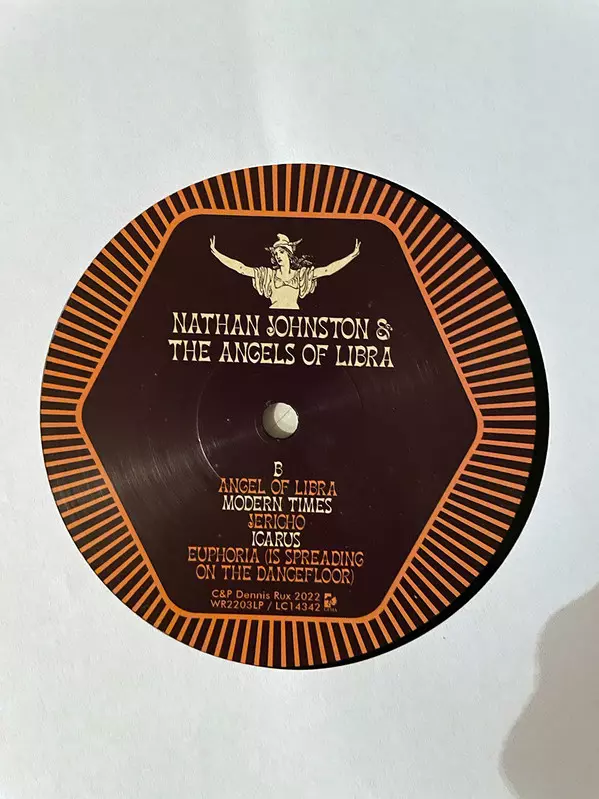 NATHAN JOHNSTON &
THE ANGELS OF LIBRA
B
ANGEL OF LIBRA
MODERN TIMES
JERICHO
ICARUS
EUPHORIA (IS SPREADING
ON THE DANCEFLOOR)
C&P Dennis Rux 2022
WR2203LP / LC14342
GEMA